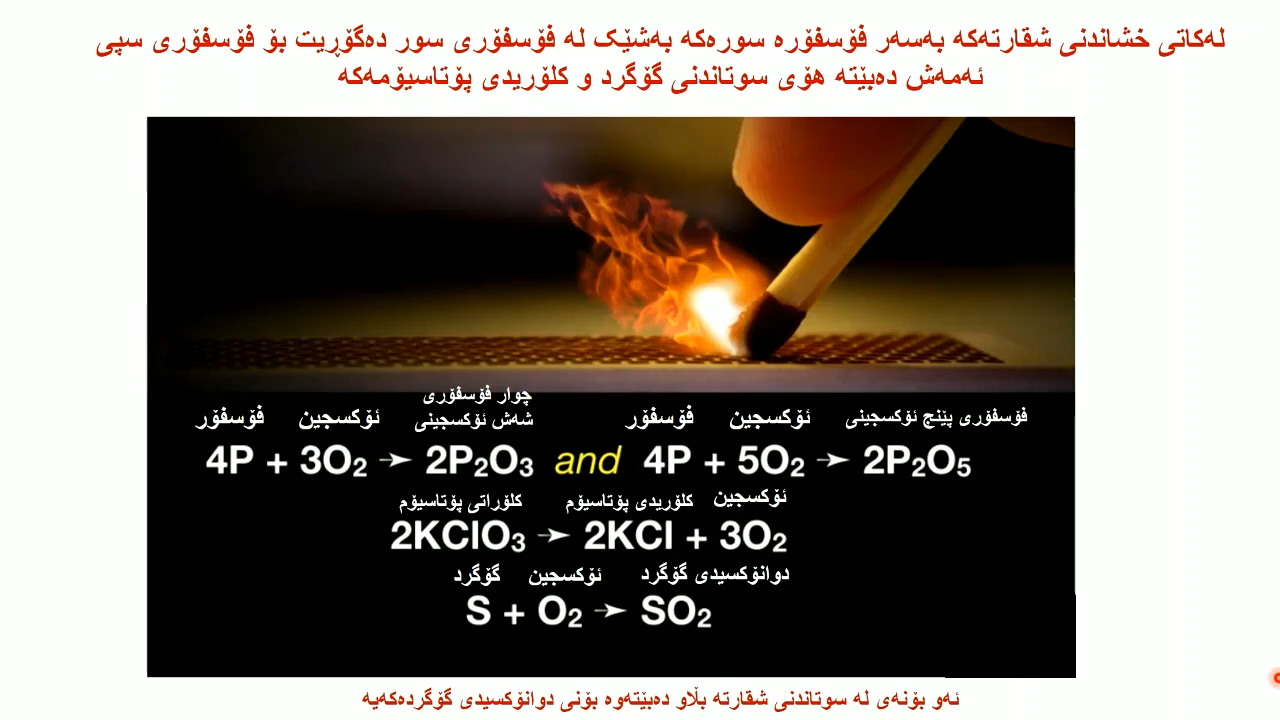 لەکاتی خشاندنی شقارتەکە بەسەر فۆسفۆرە سورەکە بەشێک لە فۆسفۆری سور دەگۆڕیت بۆ فۆسفۆری سپی
ئەمەش دەبێتە هۆی سوتاندنی گۆگرد و کلۆریدی پۆتاسیۆمەکە
چوار فۆسفۆری
فۆسفۆر ئۆکسجین شەش ئۆکسجینی فۆسفۆر ئۆکسجین فۆسفۆری پێنج ئۆکسجینی
4P + 3O₂ → 2P₂O₃ and 4P + 5O₂ → 2P₂O₅
کلۆراتی پۆتاسیۆم کلۆریدی پۆتاسیۆم ئۆکسجین
2KClO₃ → 2KCl + 3O₂
گۆگرد ئۆکسجین دوانۆکسیدی گۆگرد
S + O₂ → SO₂
ئەو بۆنەی لە سوتاندنی شقارتە بڵاو دەبێتەوە بۆنی دوانۆکسیدی گۆگردەکەیە